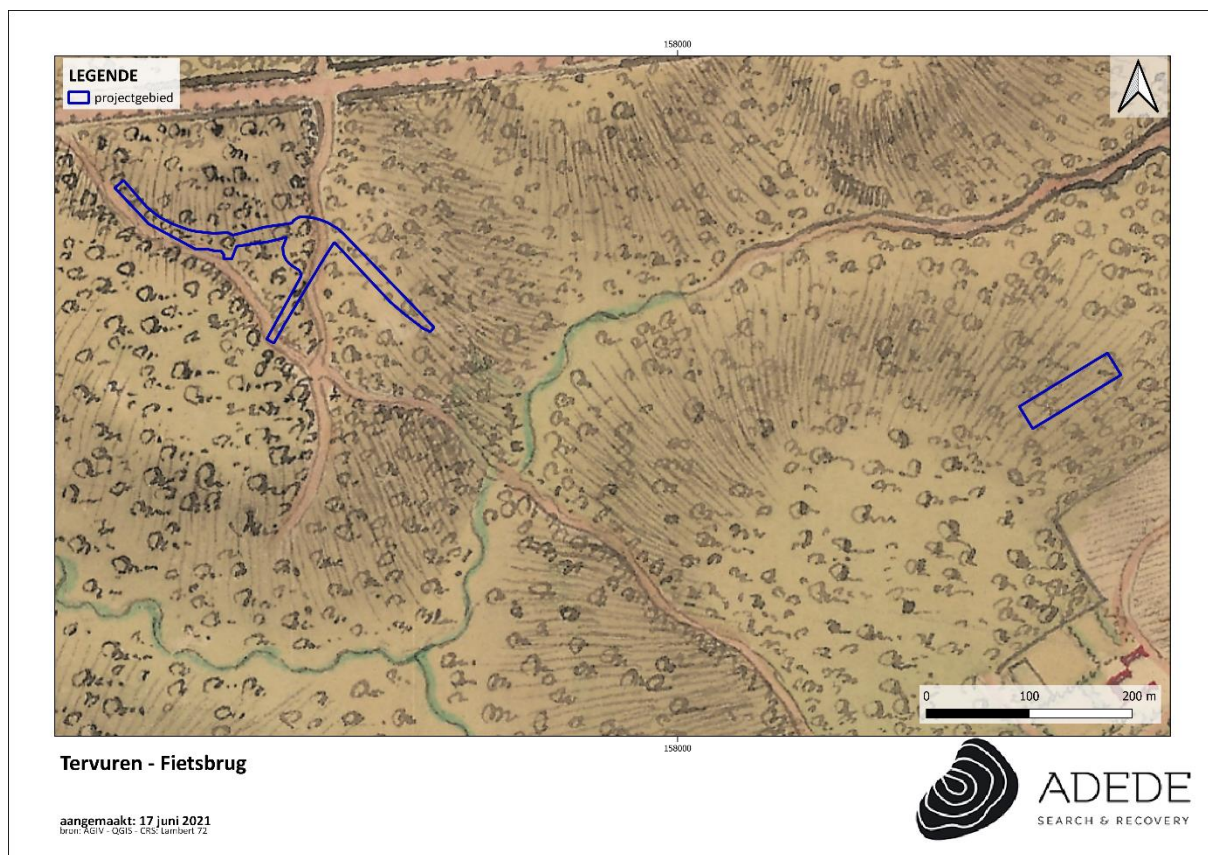 158000
LEGENDE
projectgebied
0 100 200 m
158000
Tervuren - Fietsbrug
aangemaakt: 17 juni 2021
bron: AGIV - QGIS - CRS: Lambert 72
ADEDE
SEARCH & RECOVERY